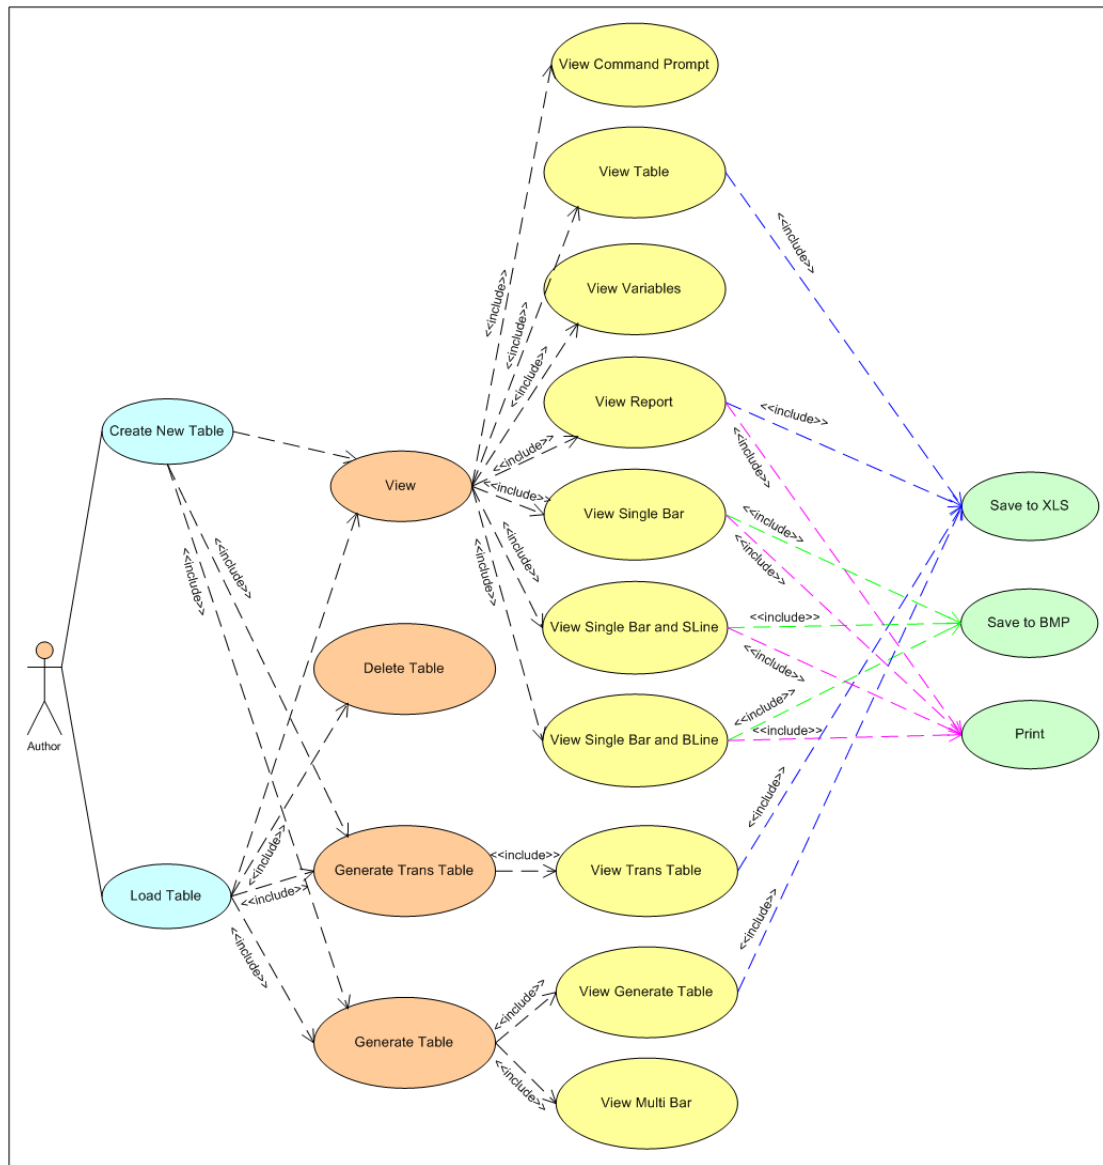 View Command Prompt
View Table
<<include>>
<<include>>
<<include>>
View Variables
<<include>>
<<include>>
View Report
<<include>>
Create New Table
<<include>>
<<include>>
View
<<include>>
View Single Bar
Save to XLS
<<include>>
<<include>>
<<include>>
<<include>>
<<include>>
<<include>>
<<include>>
View Single Bar and SLine
<<include>>
Save to BMP
Delete Table
<<include>>
<<include>>
View Single Bar and BLine
<<include>>
Print
Author
<<include>>
<<include>>
Generate Trans Table
<<include>>
View Trans Table
Load Table
<<include>>
<<include>>
<<include>>
<<include>>
View Generate Table
Generate Table
<<include>>
View Multi Bar